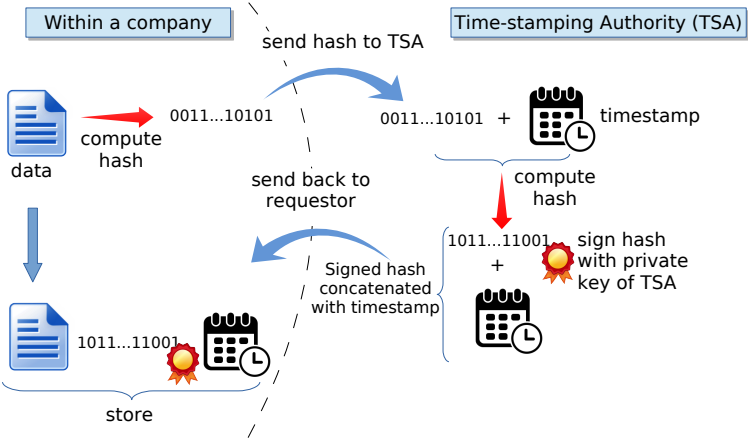 Within a company
Time-stamping Authority (TSA)
send hash to TSA
0011...10101
compute
hash
data
0011...10101 +
timestamp
compute
hash
send back to
requestor
1011...11001
+
sign hash
with private
key of TSA
Signed hash
concatenated
with timestamp
1011...11001
store